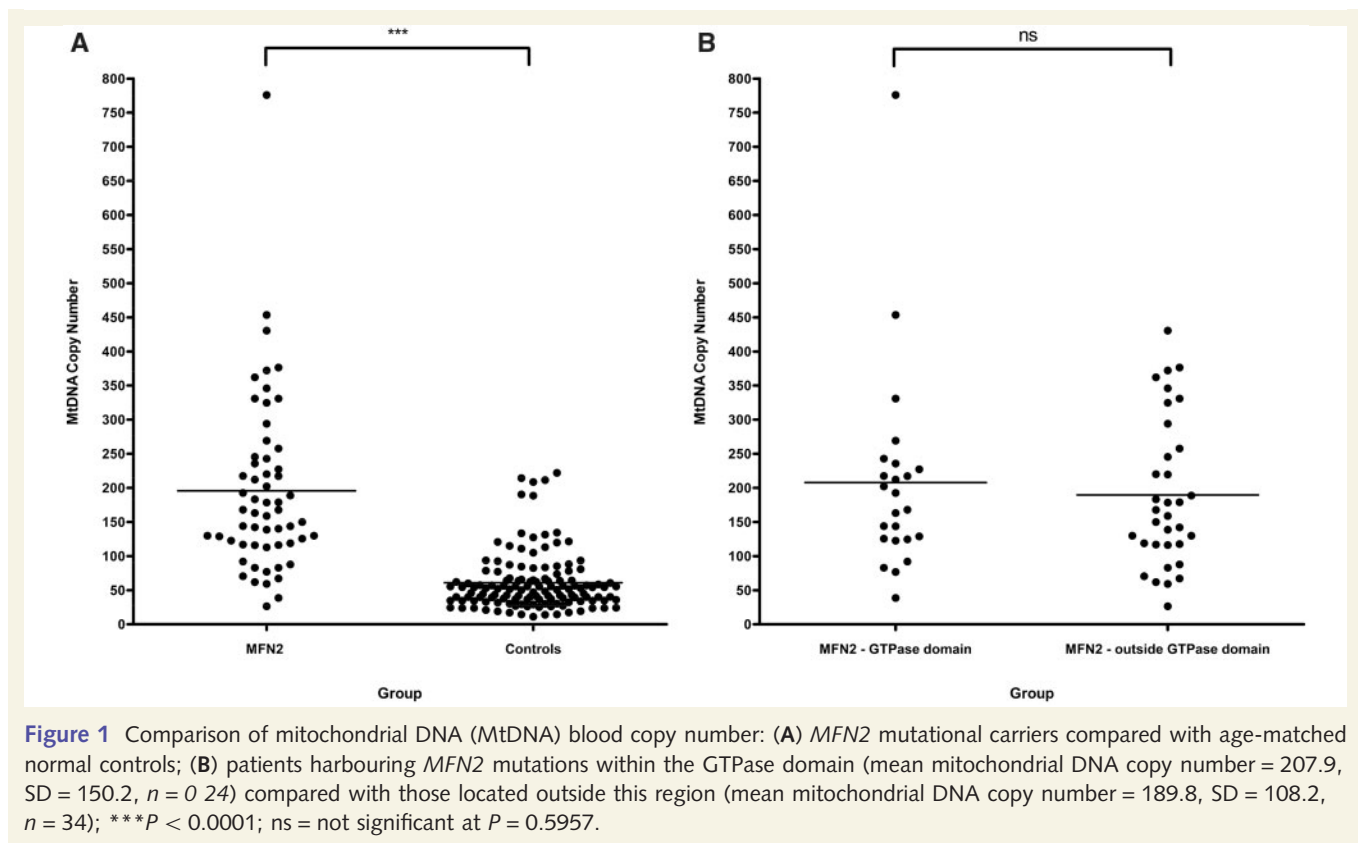 A
***
800
750
700
650
600
550
500
450
400
350
300
250
200
150
100
50
0
MtDNA Copy Number
MFN2 Controls
Group
B
ns
800
750
700
650
600
550
500
450
400
350
300
250
200
150
100
50
0
MtDNA Copy Number
MFN2 - GTPase domain MFN2 - outside GTPase domain
Group
Figure 1 Comparison of mitochondrial DNA (MtDNA) blood copy number: (A) MFN2 mutational carriers compared with age-matched
normal controls; (B) patients harbouring MFN2 mutations within the GTPase domain (mean mitochondrial DNA copy number = 207.9,
SD = 150.2, n = 0 24) compared with those located outside this region (mean mitochondrial DNA copy number = 189.8, SD = 108.2,
n = 34); ***P < 0.0001; ns = not significant at P = 0.5957.